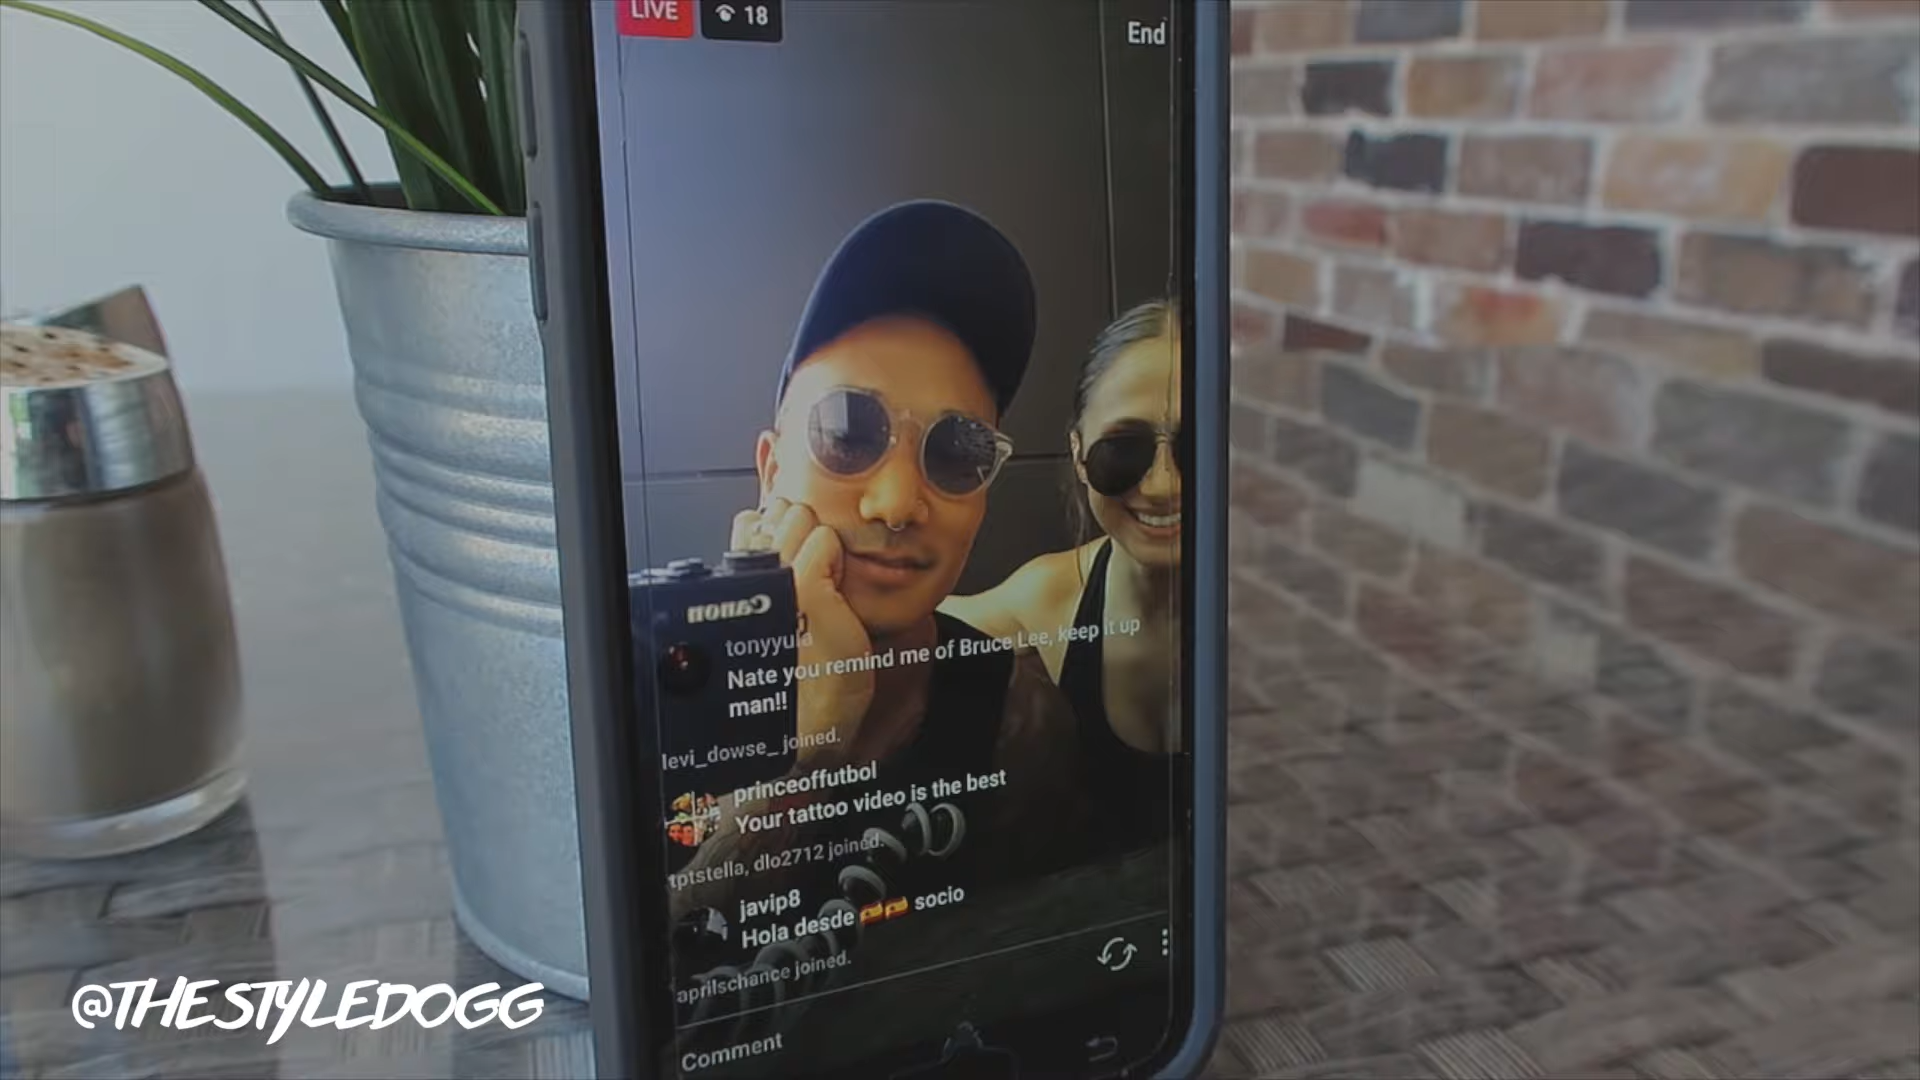 LIVE
18
End
Canon
tonyyula
Nate you remind me of Bruce Lee, keep it up
man!!
levi_dowse_ joined.
princeoffutbol
Your tattoo video is the best
tptstella, dlo2712 joined.
javip8
Hola desde 🇪🇸🇪🇸 socio
aprilschance joined.
Comment
@THESTYLEDOGG